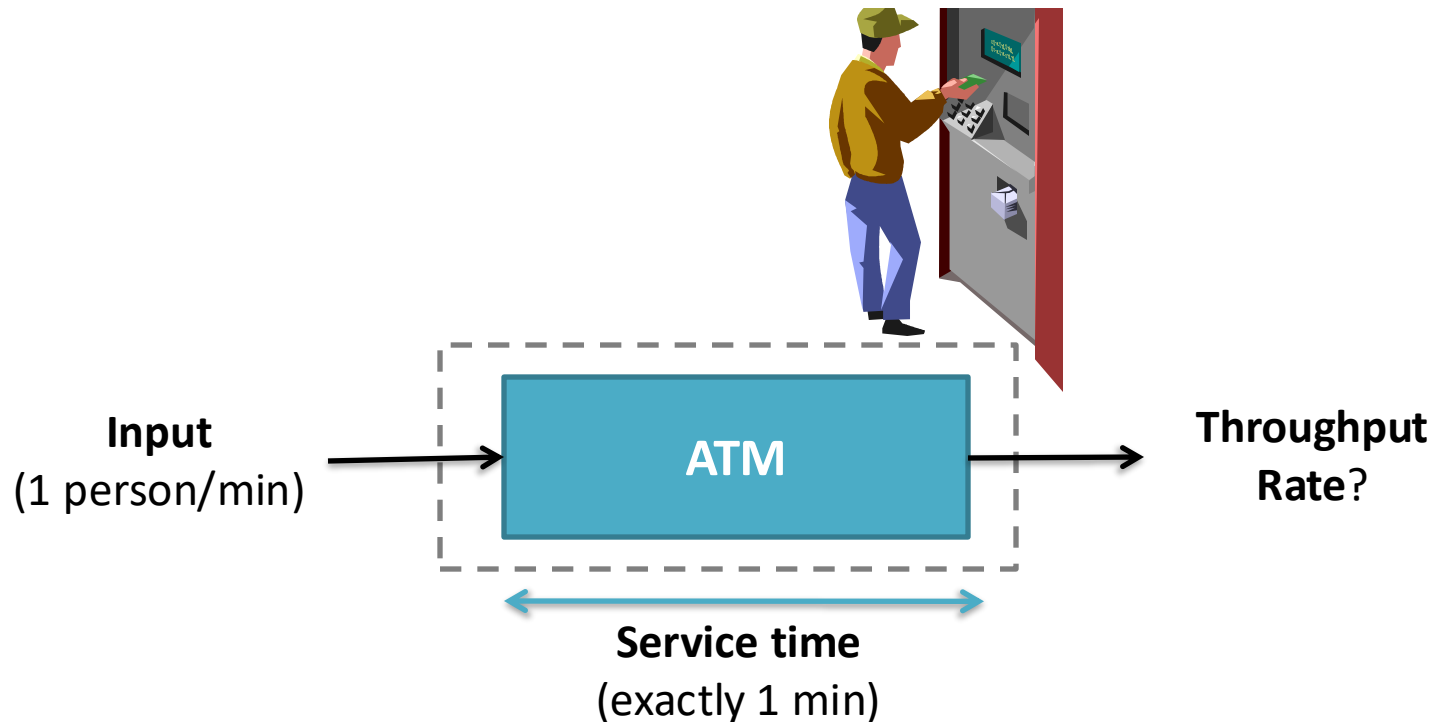 Input
(1 person/min)
ATM
Throughput
Rate?
Service time
(exactly 1 min)